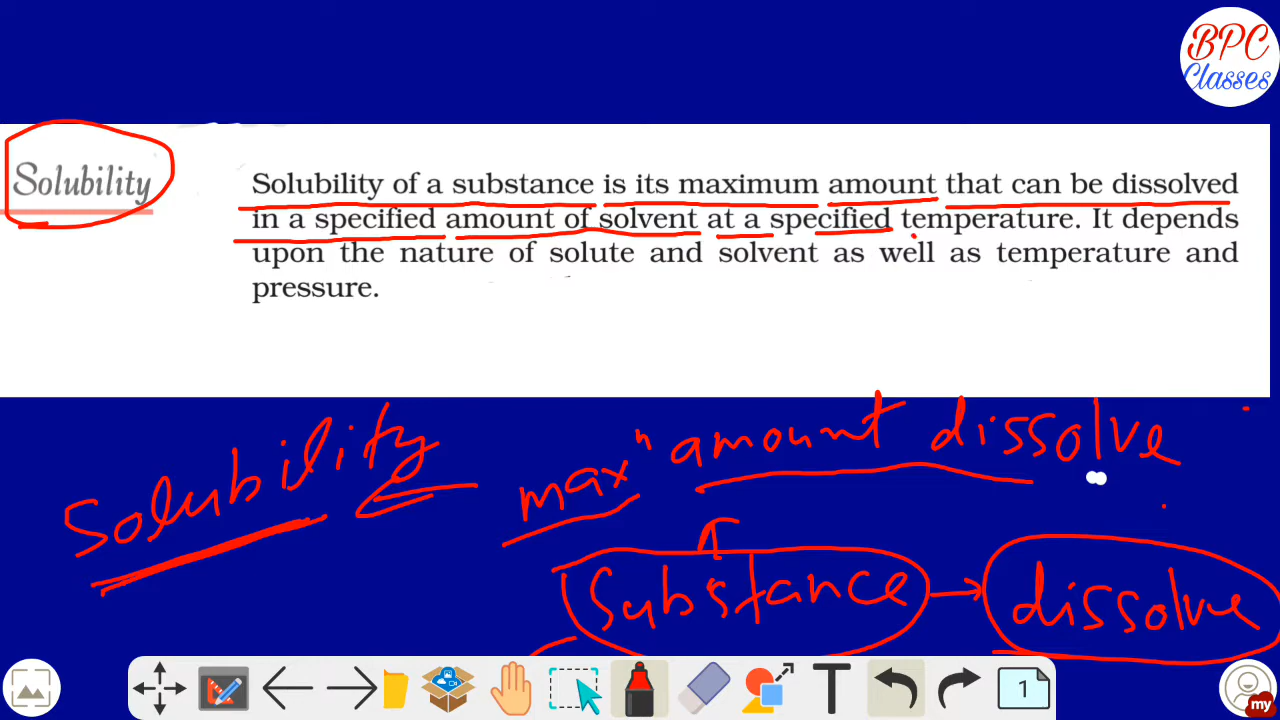 BPC
Classes
Solubility
Solubility of a substance is its maximum amount that can be dissolved
in a specified amount of solvent at a specified temperature. It depends
upon the nature of solute and solvent as well as temperature and
pressure.
Solubility
max^n amount dissolve
Substance → dissolve
T
1
my